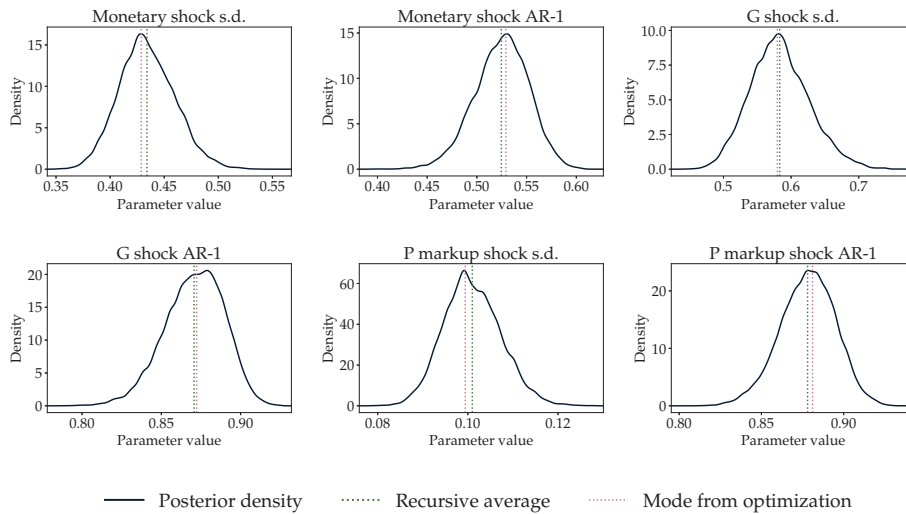 Monetary shock s.d.
Density
15
10
5
0
0.35 0.40 0.45 0.50 0.55
Parameter value
Monetary shock AR-1
Density
15
10
5
0
0.40 0.45 0.50 0.55 0.60
Parameter value
G shock s.d.
Density
10.0
7.5
5.0
2.5
0.0
0.5 0.6 0.7
Parameter value
G shock AR-1
Density
20
15
10
5
0
0.80 0.85 0.90
Parameter value
P markup shock s.d.
Density
60
40
20
0
0.08 0.10 0.12
Parameter value
P markup shock AR-1
Density
20
10
0
0.80 0.85 0.90
Parameter value
Posterior density Recursive average Mode from optimization